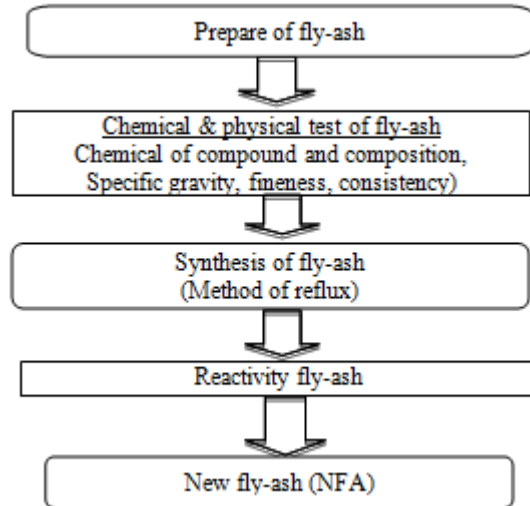 Prepare of fly-ash
Chemical & physical test of fly-ash
Chemical of compound and composition,
Specific gravity, fineness, consistency)
Synthesis of fly-ash
(Method of reflux)
Reactivity fly-ash
New fly-ash (NFA)